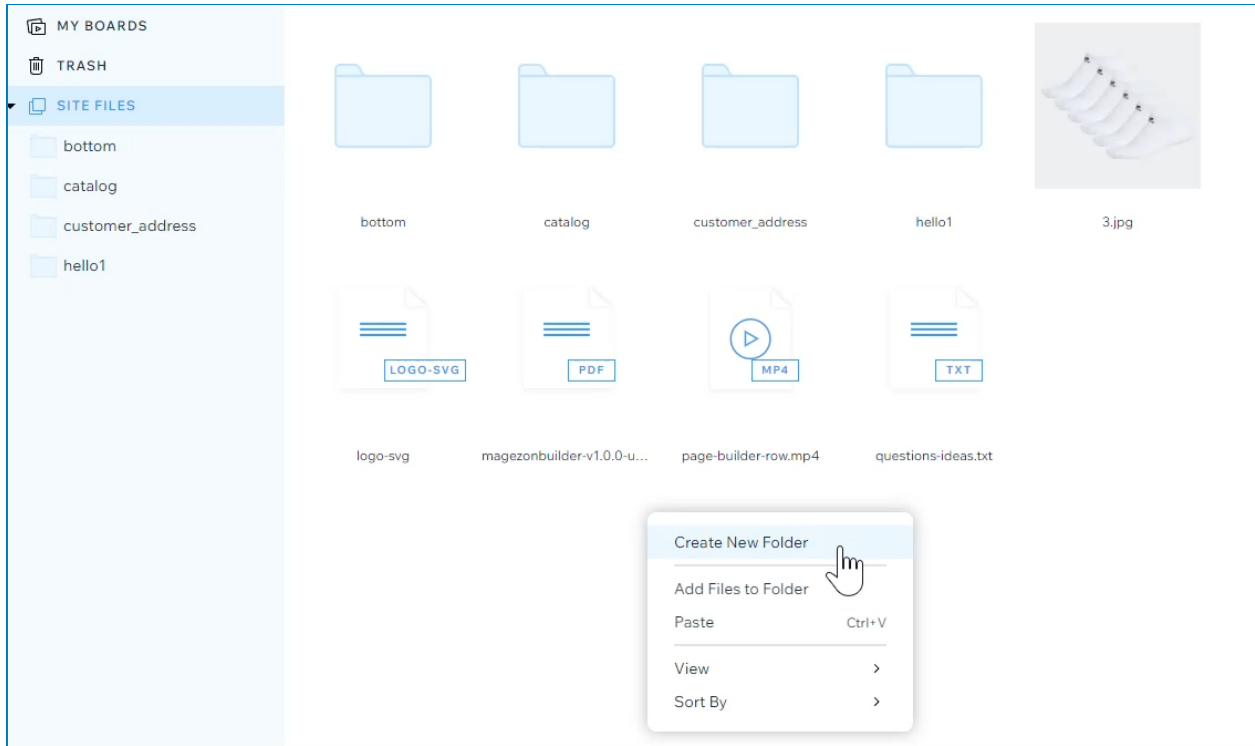 MY BOARDS
TRASH
SITE FILES
bottom
catalog
customer_address
hello1
bottom catalog customer_address hello1 3.jpg
LOGO-SVG PDF MP4 TXT
logo-svg magezonbuilder-v1.0.0-u... page-builder-row.mp4 questions-ideas.txt
Create New Folder
Add Files to Folder
Paste Ctrl+V
View
Sort By